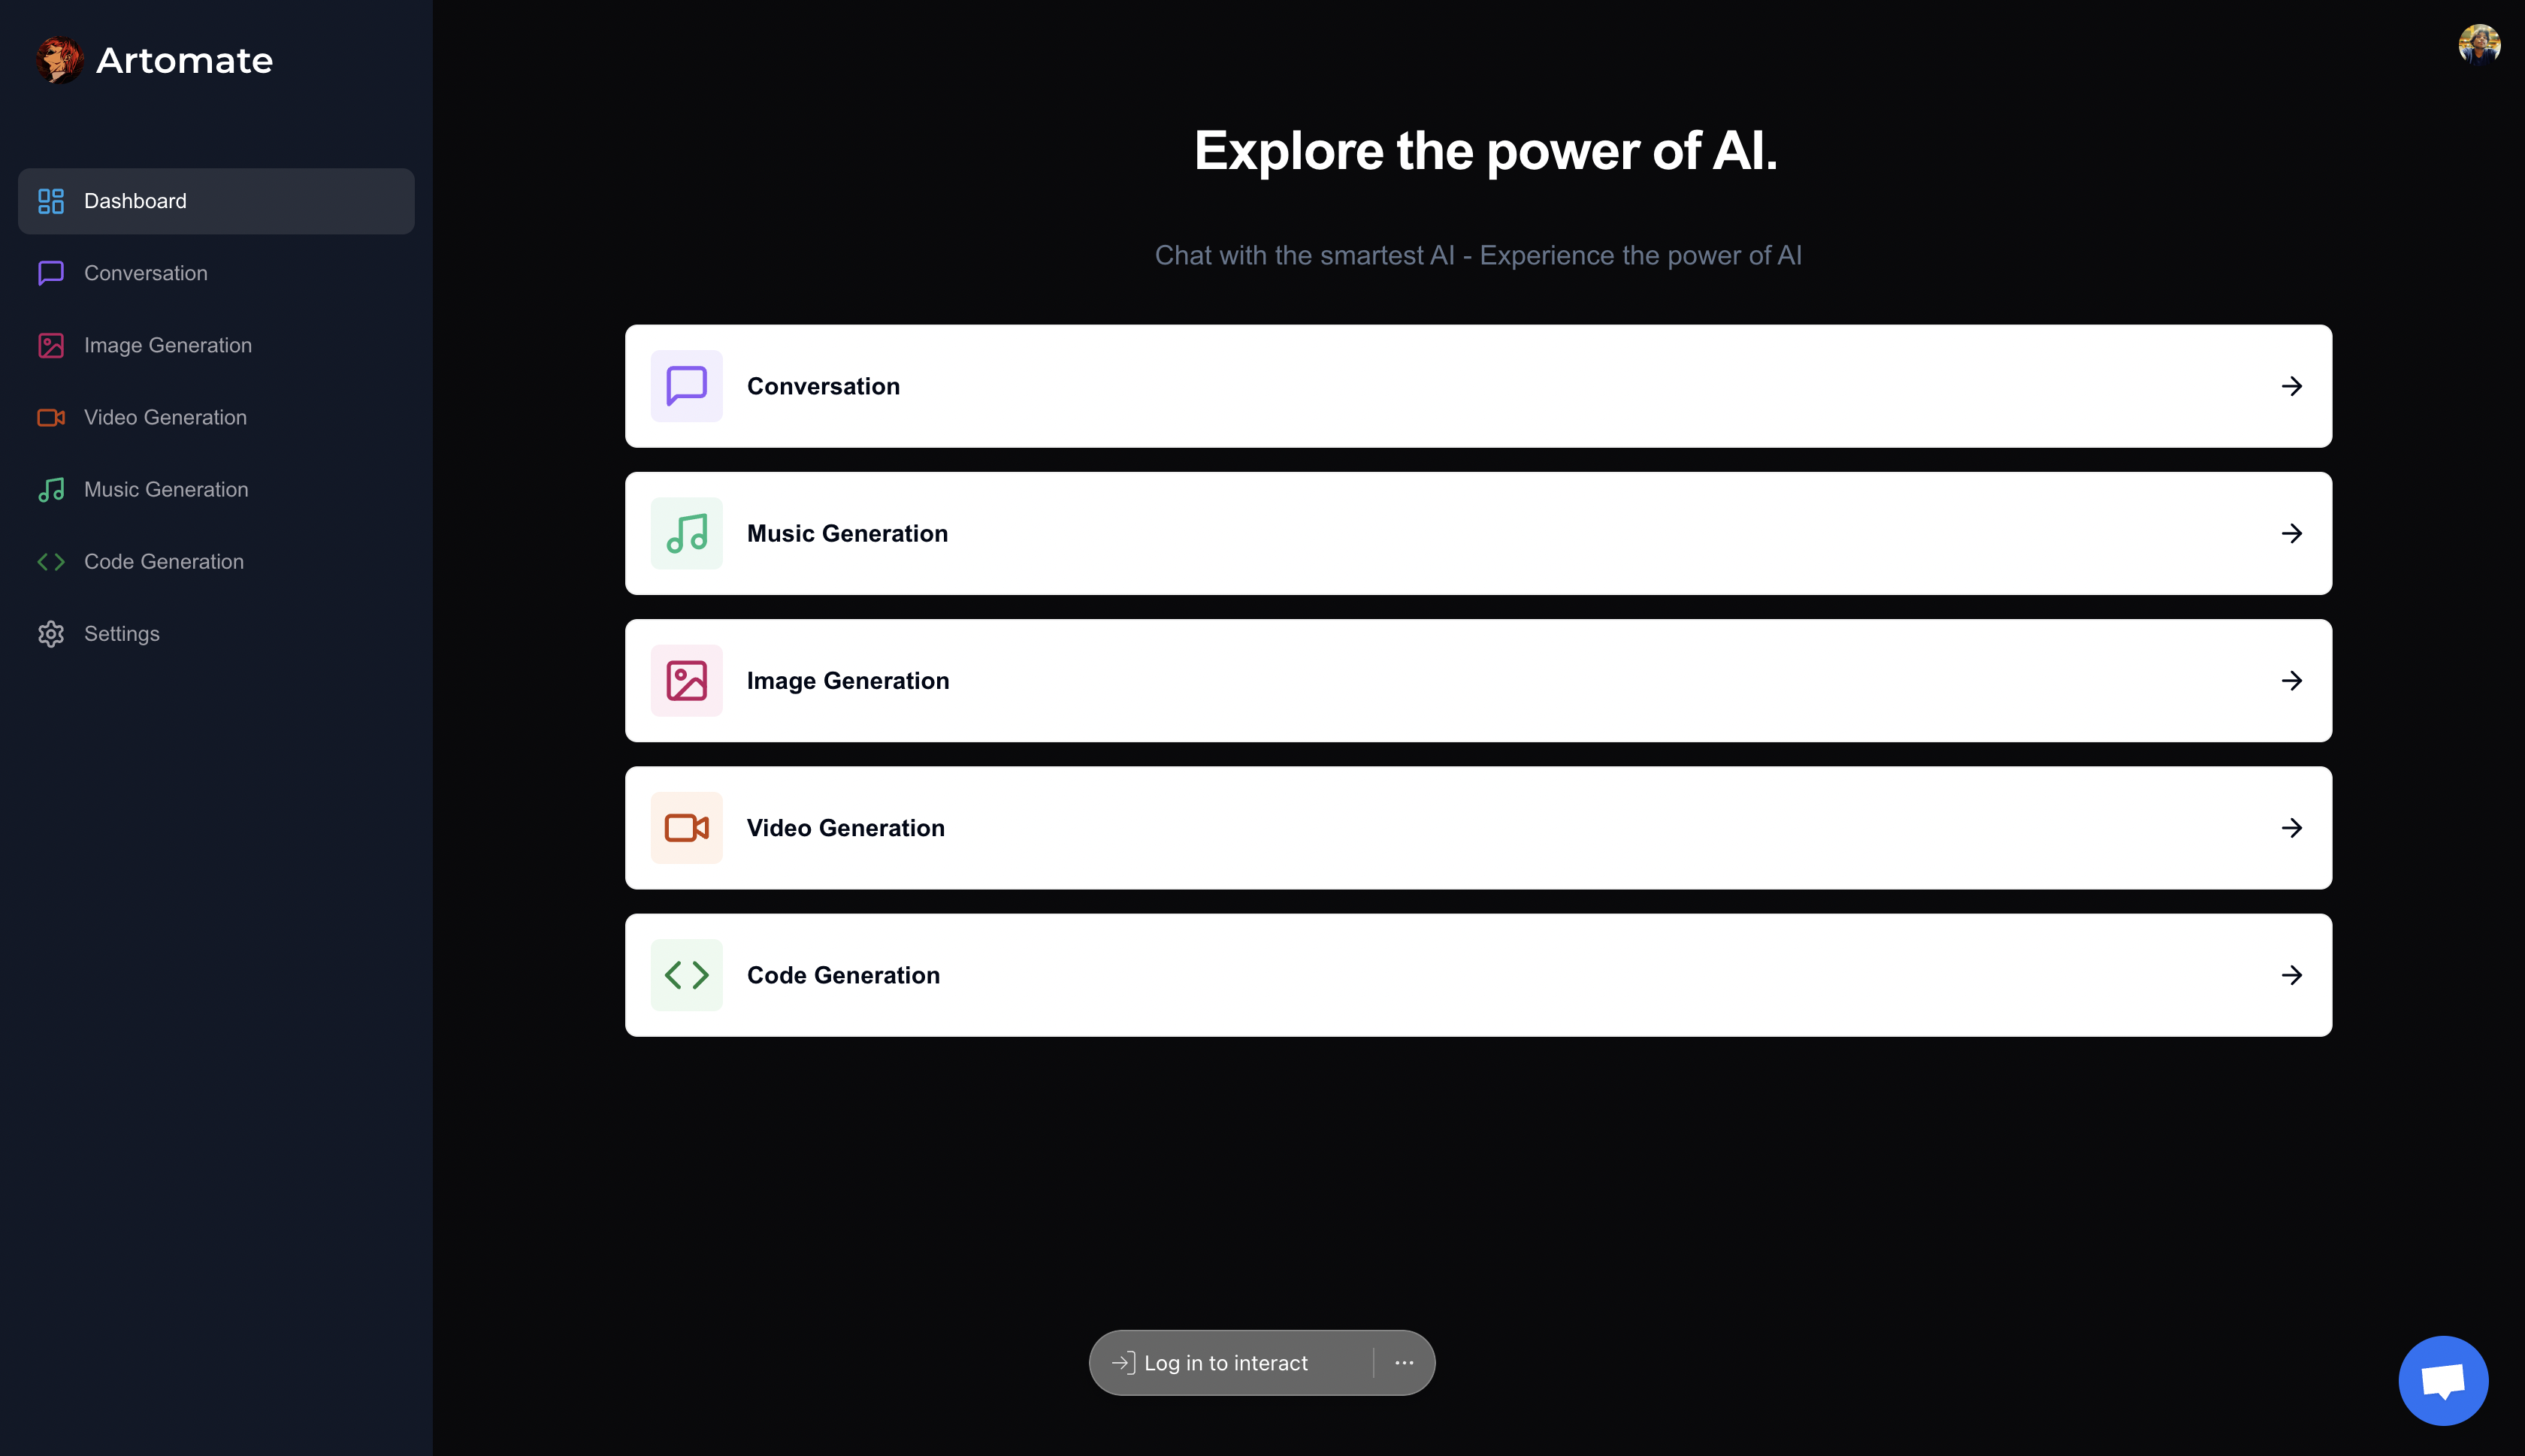 Artomate
Dashboard
Conversation
Image Generation
Video Generation
Music Generation
Code Generation
Settings
Explore the power of AI.
Chat with the smartest AI - Experience the power of AI
Conversation
Music Generation
Image Generation
Video Generation
Code Generation
Log in to interact